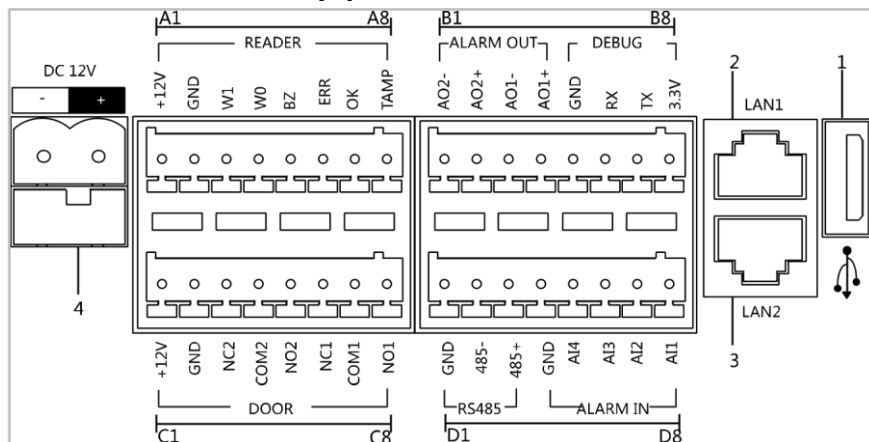 A1 A8 B1 B8
READER ALARM OUT DEBUG
DC 12V
- +
+12V GND W1 W0 BZ ERR OK TAMP AO2- AO2+ AO1- AO1+ GND RX TX 3.3V
2 1
LAN1
4
LAN2
3
+12V GND NC2 COM2 NO2 NC1 COM1 NO1 GND 485- 485+ GND AI4 AI3 AI2 AI1
DOOR RS485 ALARM IN
C1 C8 D1 D8